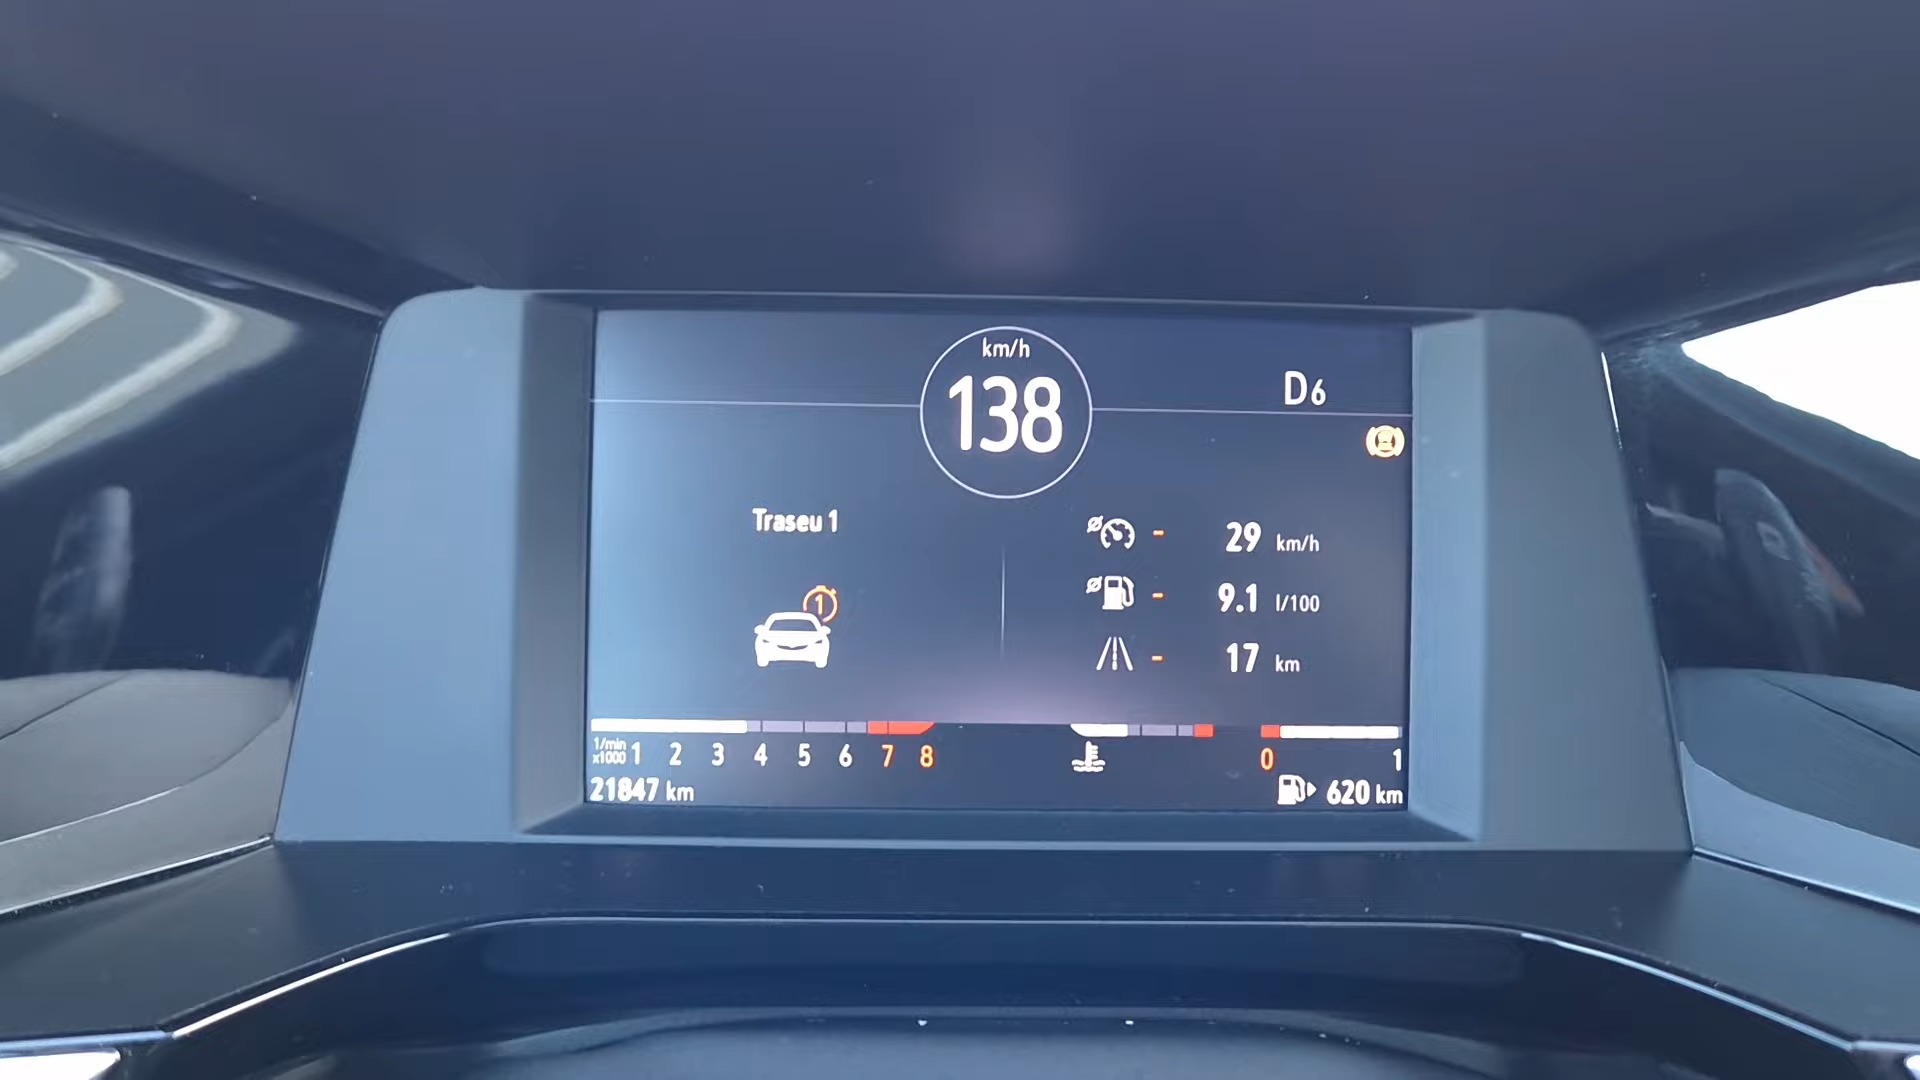 km/h
138
D6
Traseu 1
1
Ø - 29 km/h
Ø - 9.1 l/100
- 17 km
1/min
x1000 1 2 3 4 5 6 7 8
0 1
21847 km
620 km